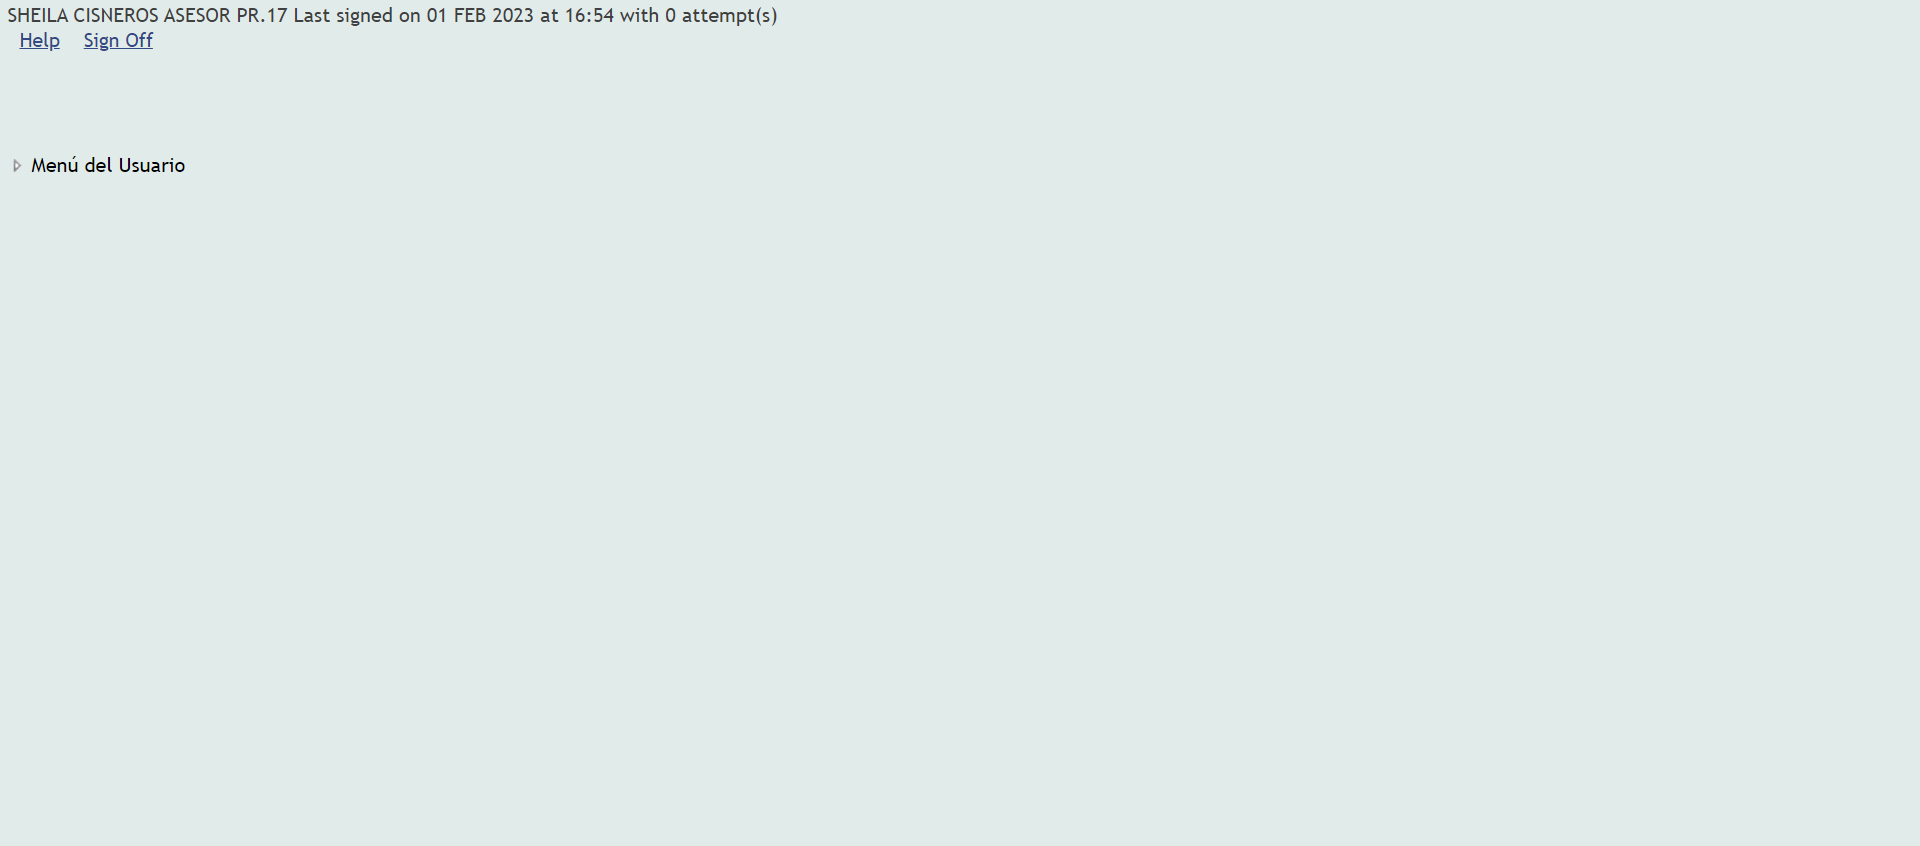 SHEILA CISNEROS ASESOR PR.17 Last signed on 01 FEB 2023 at 16:54 with 0 attempt(s)
Help Sign Off
Menú del Usuario